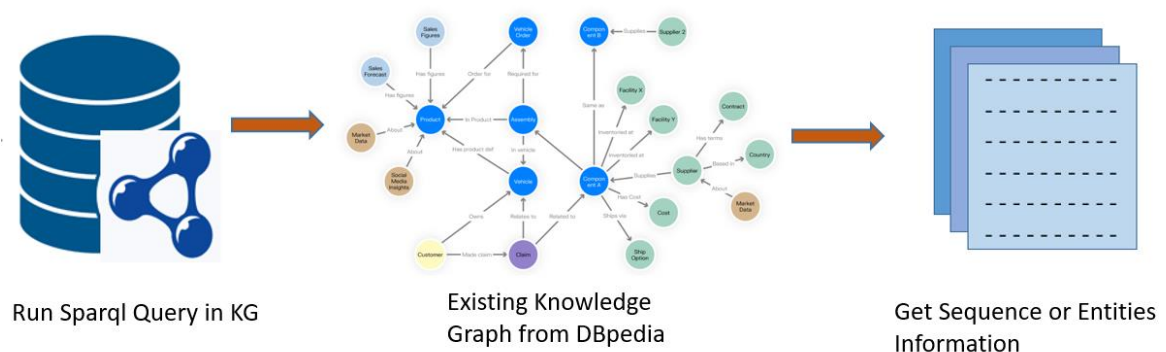 Sales
Figures
Vehicle
Order
Compon
ent B
Supplies
Supplier 2
Sales
Forecast
Has figures
Order for
Required for
Has figures
Facility X
Contract
Same as
Market
Data
About
Product
In Product
Assembly
Inventoried at
Facility Y
Has terms
About
Has product def
In vehicle
Inventoried at
Country
Social
Media
Insights
Vehicle
Compon
ent A
Supplies
Supplier
Based in
Has Cost
About
Market
Data
Cost
Owns
Relates to
Related to
Ships via
Customer
Made claim
Claim
Ship
Option
Run Sparql Query in KG
Existing Knowledge
Graph from DBpedia
Get Sequence or Entities
Information